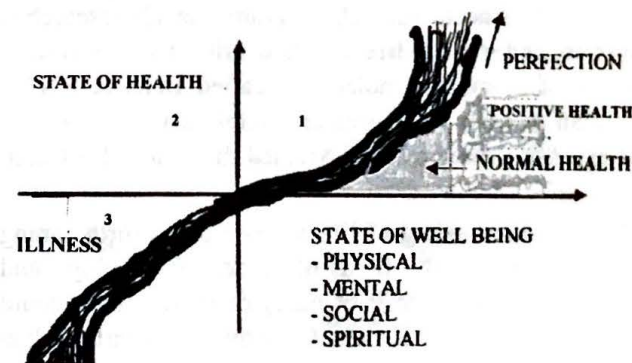 PERFECTION
STATE OF HEALTH
POSITIVE HEALTH
2
1
NORMAL HEALTH
3
ILLNESS
STATE OF WELL BEING
- PHYSICAL
- MENTAL
- SOCIAL
- SPIRITUAL